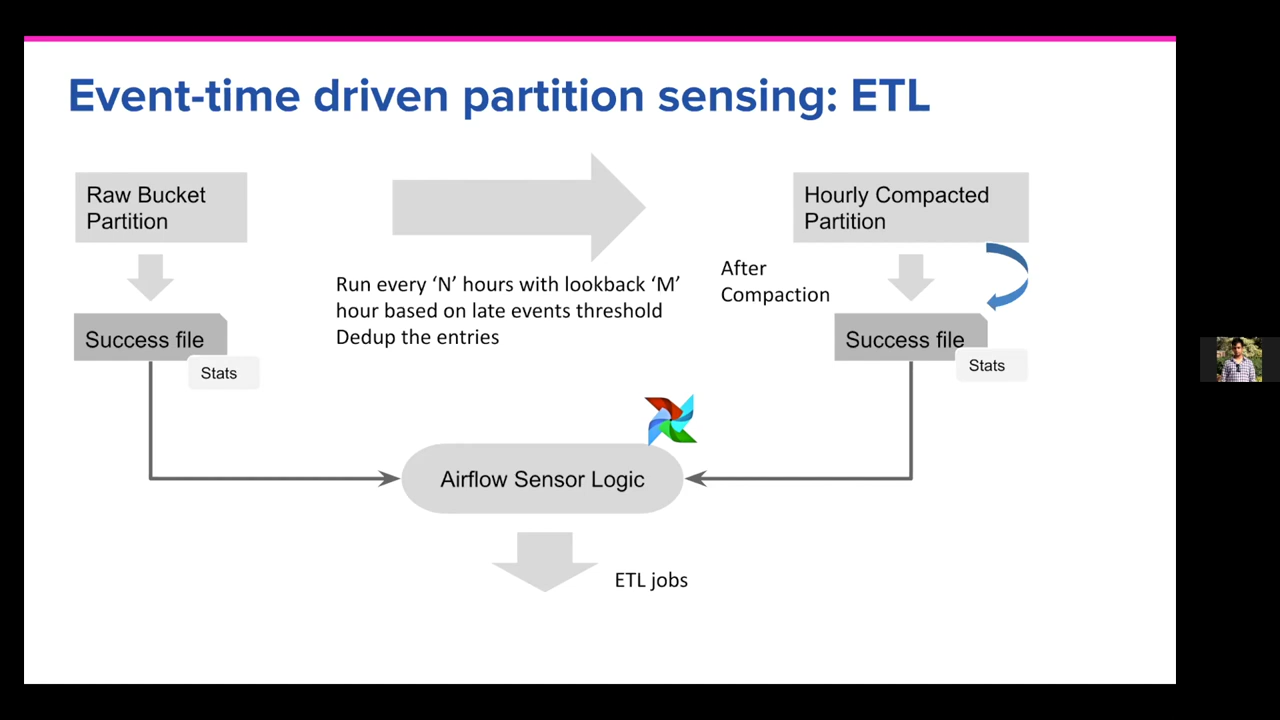 Event-time driven partition sensing: ETL
Raw Bucket
Partition
Hourly Compacted
Partition
Run every ‘N’ hours with lookback ‘M’
hour based on late events threshold
Dedup the entries
After
Compaction
Success file
Stats
Success file
Stats
Airflow Sensor Logic
ETL jobs